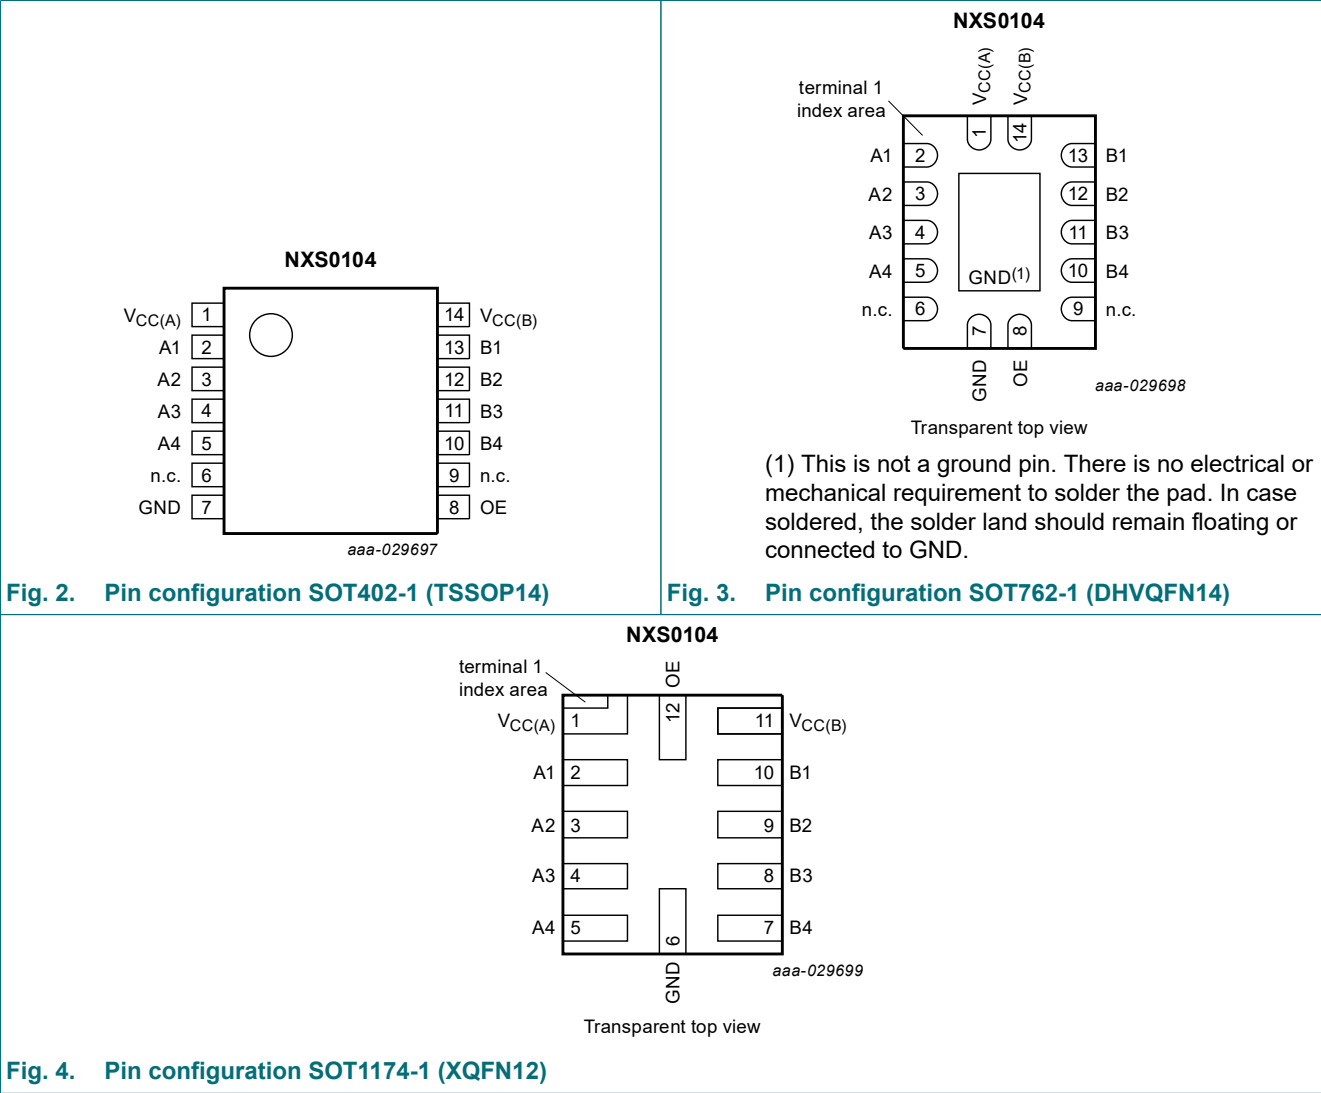 NXS0104
VCC(A) 1
14 VCC(B)
A1 2
13 B1
A2 3
12 B2
A3 4
11 B3
A4 5
10 B4
n.c. 6
9 n.c.
GND 7
8 OE
aaa-029697
Fig. 2. Pin configuration SOT402-1 (TSSOP14)
NXS0104
terminal 1
index area
VCC(A)
VCC(B)
1
14
A1 2
13 B1
A2 3
12 B2
A3 4
11 B3
A4 5
10 B4
GND(1)
n.c. 6
9 n.c.
7
8
GND
OE
aaa-029698
Transparent top view
(1) This is not a ground pin. There is no electrical or
mechanical requirement to solder the pad. In case
soldered, the solder land should remain floating or
connected to GND.
Fig. 3. Pin configuration SOT762-1 (DHVQFN14)
NXS0104
terminal 1
index area
OE
12
VCC(A) 1
11 VCC(B)
A1 2
10 B1
A2 3
9 B2
A3 4
8 B3
A4 5
7 B4
6
GND
aaa-029699
Transparent top view
Fig. 4. Pin configuration SOT1174-1 (XQFN12)